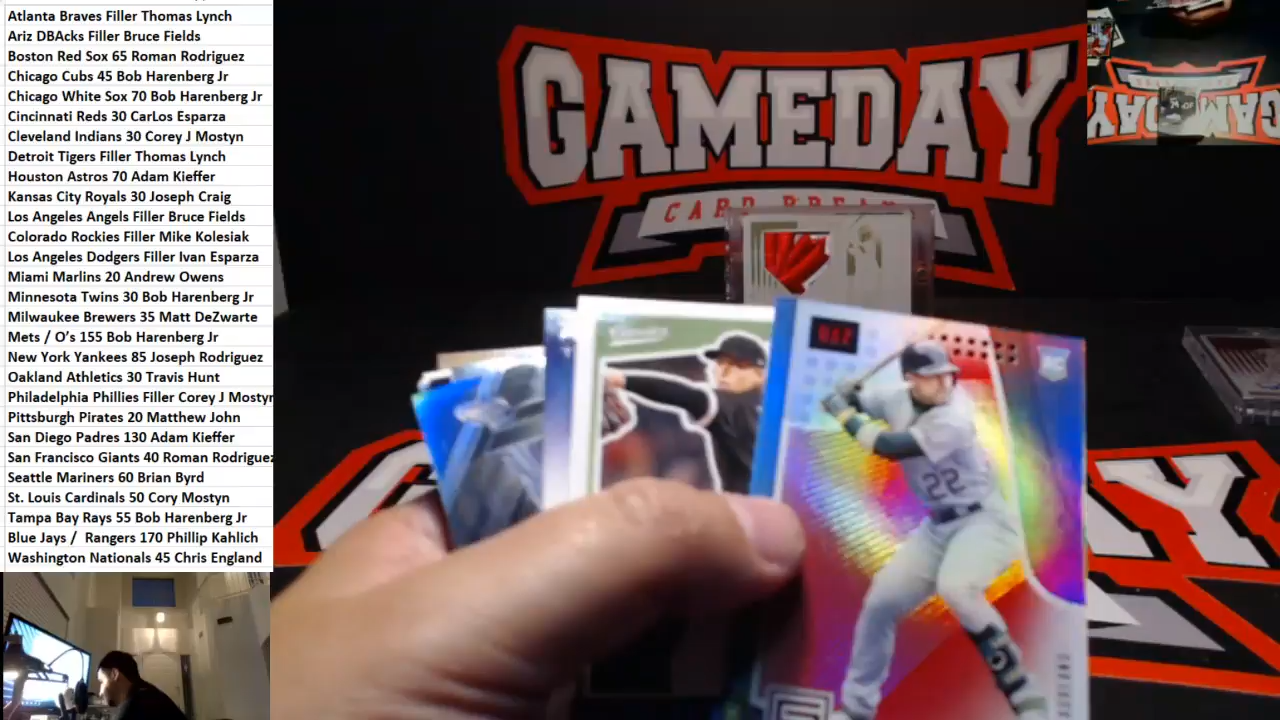 Atlanta Braves Filler Thomas Lynch
Ariz DBAcks Filler Bruce Fields
Boston Red Sox 65 Roman Rodriguez
Chicago Cubs 45 Bob Harenberg Jr
Chicago White Sox 70 Bob Harenberg Jr
Cincinnati Reds 30 CarLos Esparza
Cleveland Indians 30 Corey J Mostyn
Detroit Tigers Filler Thomas Lynch
Houston Astros 70 Adam Kieffer
Kansas City Royals 30 Joseph Craig
Los Angeles Angels Filler Bruce Fields
Colorado Rockies Filler Mike Kolesiak
Los Angeles Dodgers Filler Ivan Esparza
Miami Marlins 20 Andrew Owens
Minnesota Twins 30 Bob Harenberg Jr
Milwaukee Brewers 35 Matt DeZwarte
Mets / O's 155 Bob Harenberg Jr
New York Yankees 85 Joseph Rodriguez
Oakland Athletics 30 Travis Hunt
Philadelphia Phillies Filler Corey J Mostyn
Pittsburgh Pirates 20 Matthew John
San Diego Padres 130 Adam Kieffer
San Francisco Giants 40 Roman Rodriguez
Seattle Mariners 60 Brian Byrd
St. Louis Cardinals 50 Cory Mostyn
Tampa Bay Rays 55 Bob Harenberg Jr
Blue Jays / Rangers 170 Phillip Kahlich
Washington Nationals 45 Chris England
GAMEDAY
CARD BREAK
RC
22
GAMEDAY